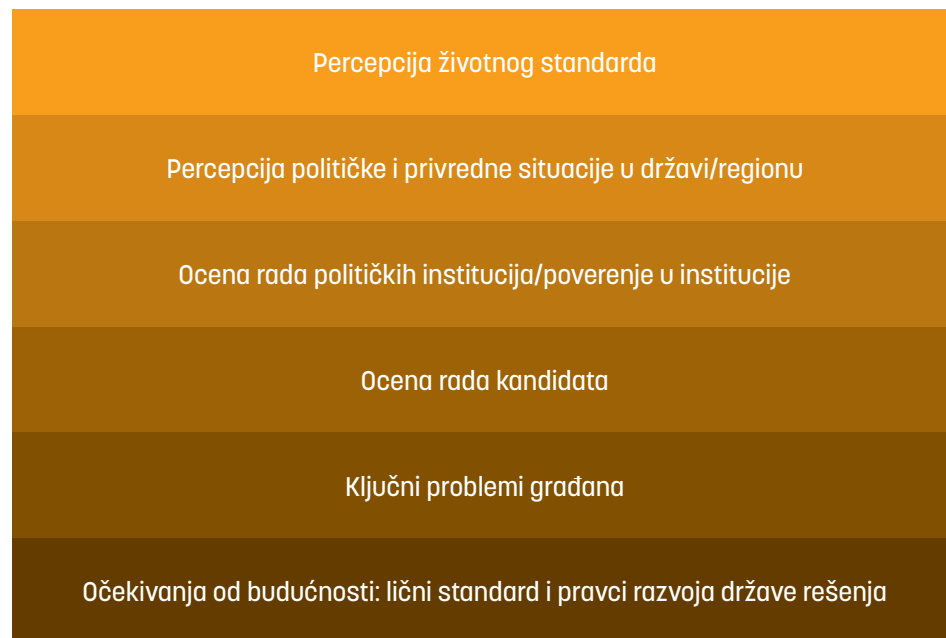 Percepcija životnog standarda
Percepcija političke i privredne situacije u državi/regionu
Ocena rada političkih institucija/poverenje u institucije
Ocena rada kandidata
Ključni problemi građana
Očekivanja od budućnosti: lični standard i pravci razvoja države rešenja